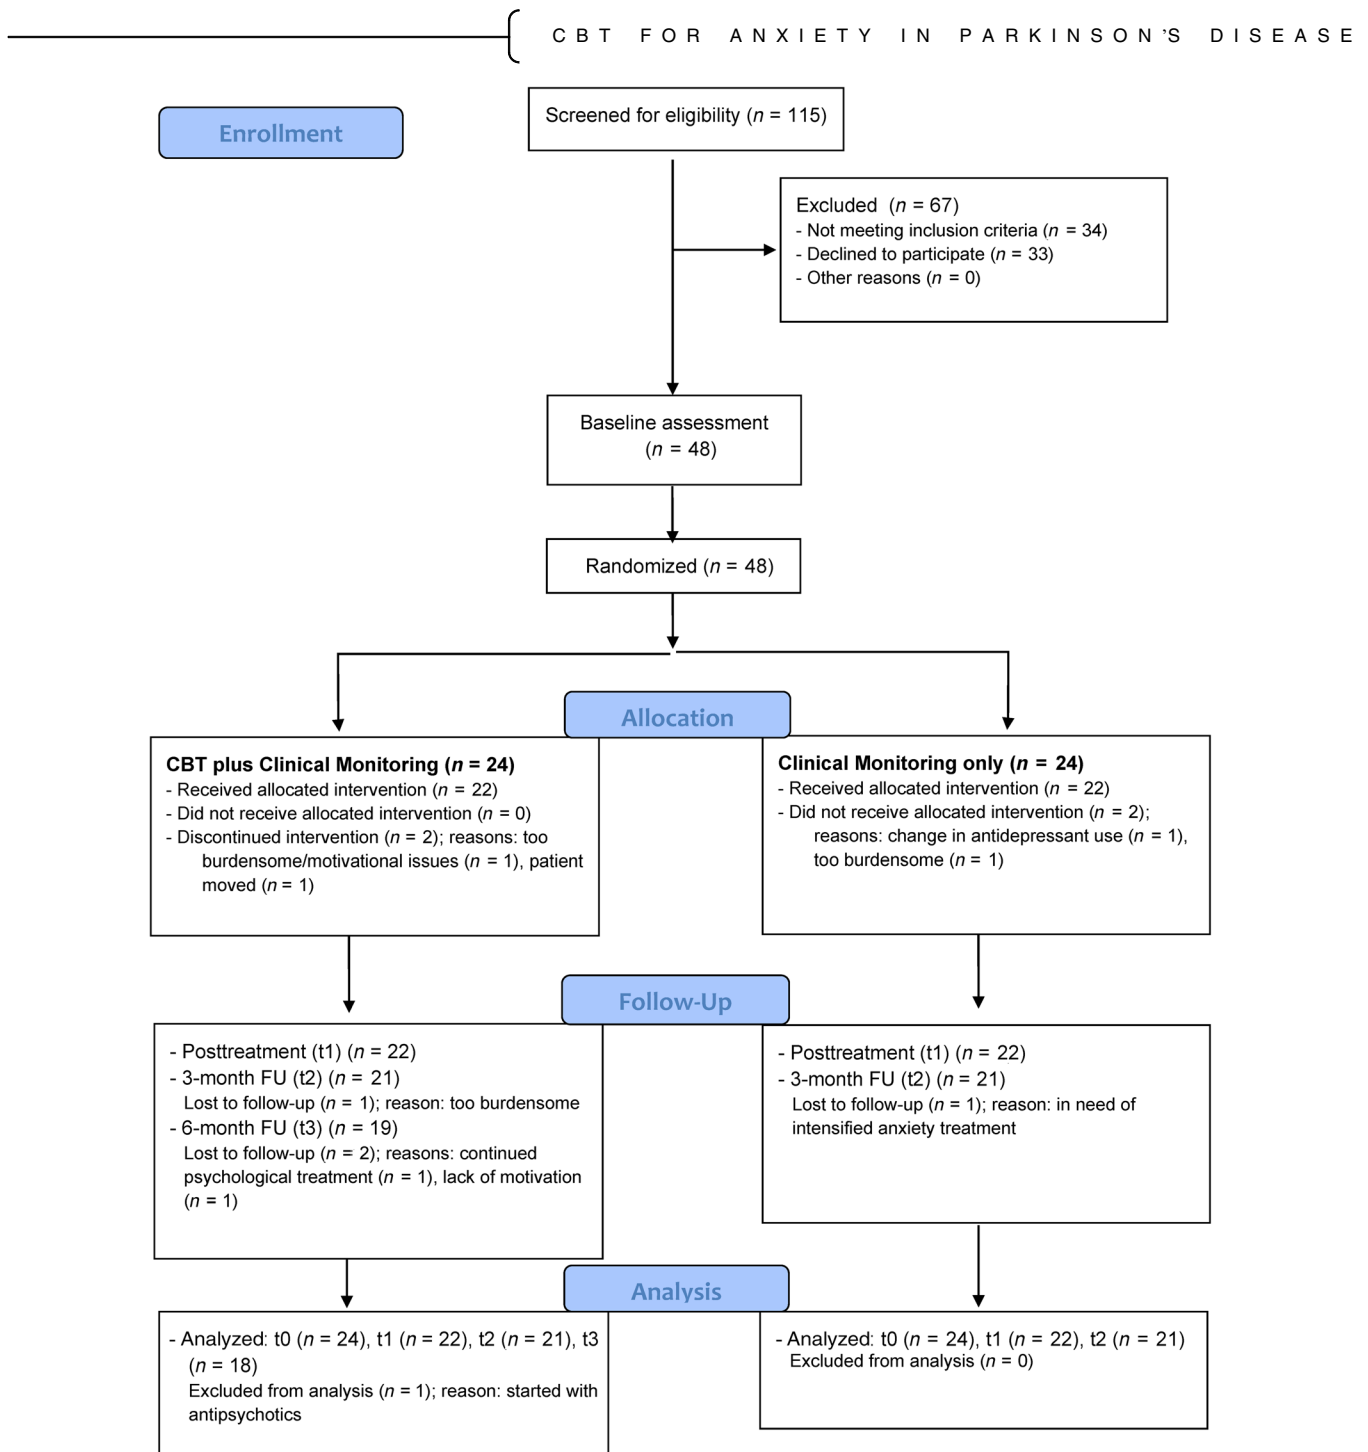 CBT FOR ANXIETY IN PARKINSON'S DISEASE
Enrollment
Screened for eligibility (n = 115)
Excluded (n = 67)
- Not meeting inclusion criteria (n = 34)
- Declined to participate (n = 33)
- Other reasons (n = 0)
Baseline assessment
(n = 48)
Randomized (n = 48)
Allocation
CBT plus Clinical Monitoring (n = 24)
- Received allocated intervention (n = 22)
- Did not receive allocated intervention (n = 0)
- Discontinued intervention (n = 2); reasons: too
burdensome/motivational issues (n = 1), patient
moved (n = 1)
Clinical Monitoring only (n = 24)
- Received allocated intervention (n = 22)
- Did not receive allocated intervention (n = 2);
reasons: change in antidepressant use (n = 1),
too burdensome (n = 1)
Follow-Up
- Posttreatment (t1) (n = 22)
- 3-month FU (t2) (n = 21)
Lost to follow-up (n = 1); reason: too burdensome
- 6-month FU (t3) (n = 19)
Lost to follow-up (n = 2); reasons: continued
psychological treatment (n = 1), lack of motivation
(n = 1)
- Posttreatment (t1) (n = 22)
- 3-month FU (t2) (n = 21)
Lost to follow-up (n = 1); reason: in need of
intensified anxiety treatment
Analysis
- Analyzed: t0 (n = 24), t1 (n = 22), t2 (n = 21), t3
(n = 18)
Excluded from analysis (n = 1); reason: started with
antipsychotics
- Analyzed: t0 (n = 24), t1 (n = 22), t2 (n = 21)
Excluded from analysis (n = 0)